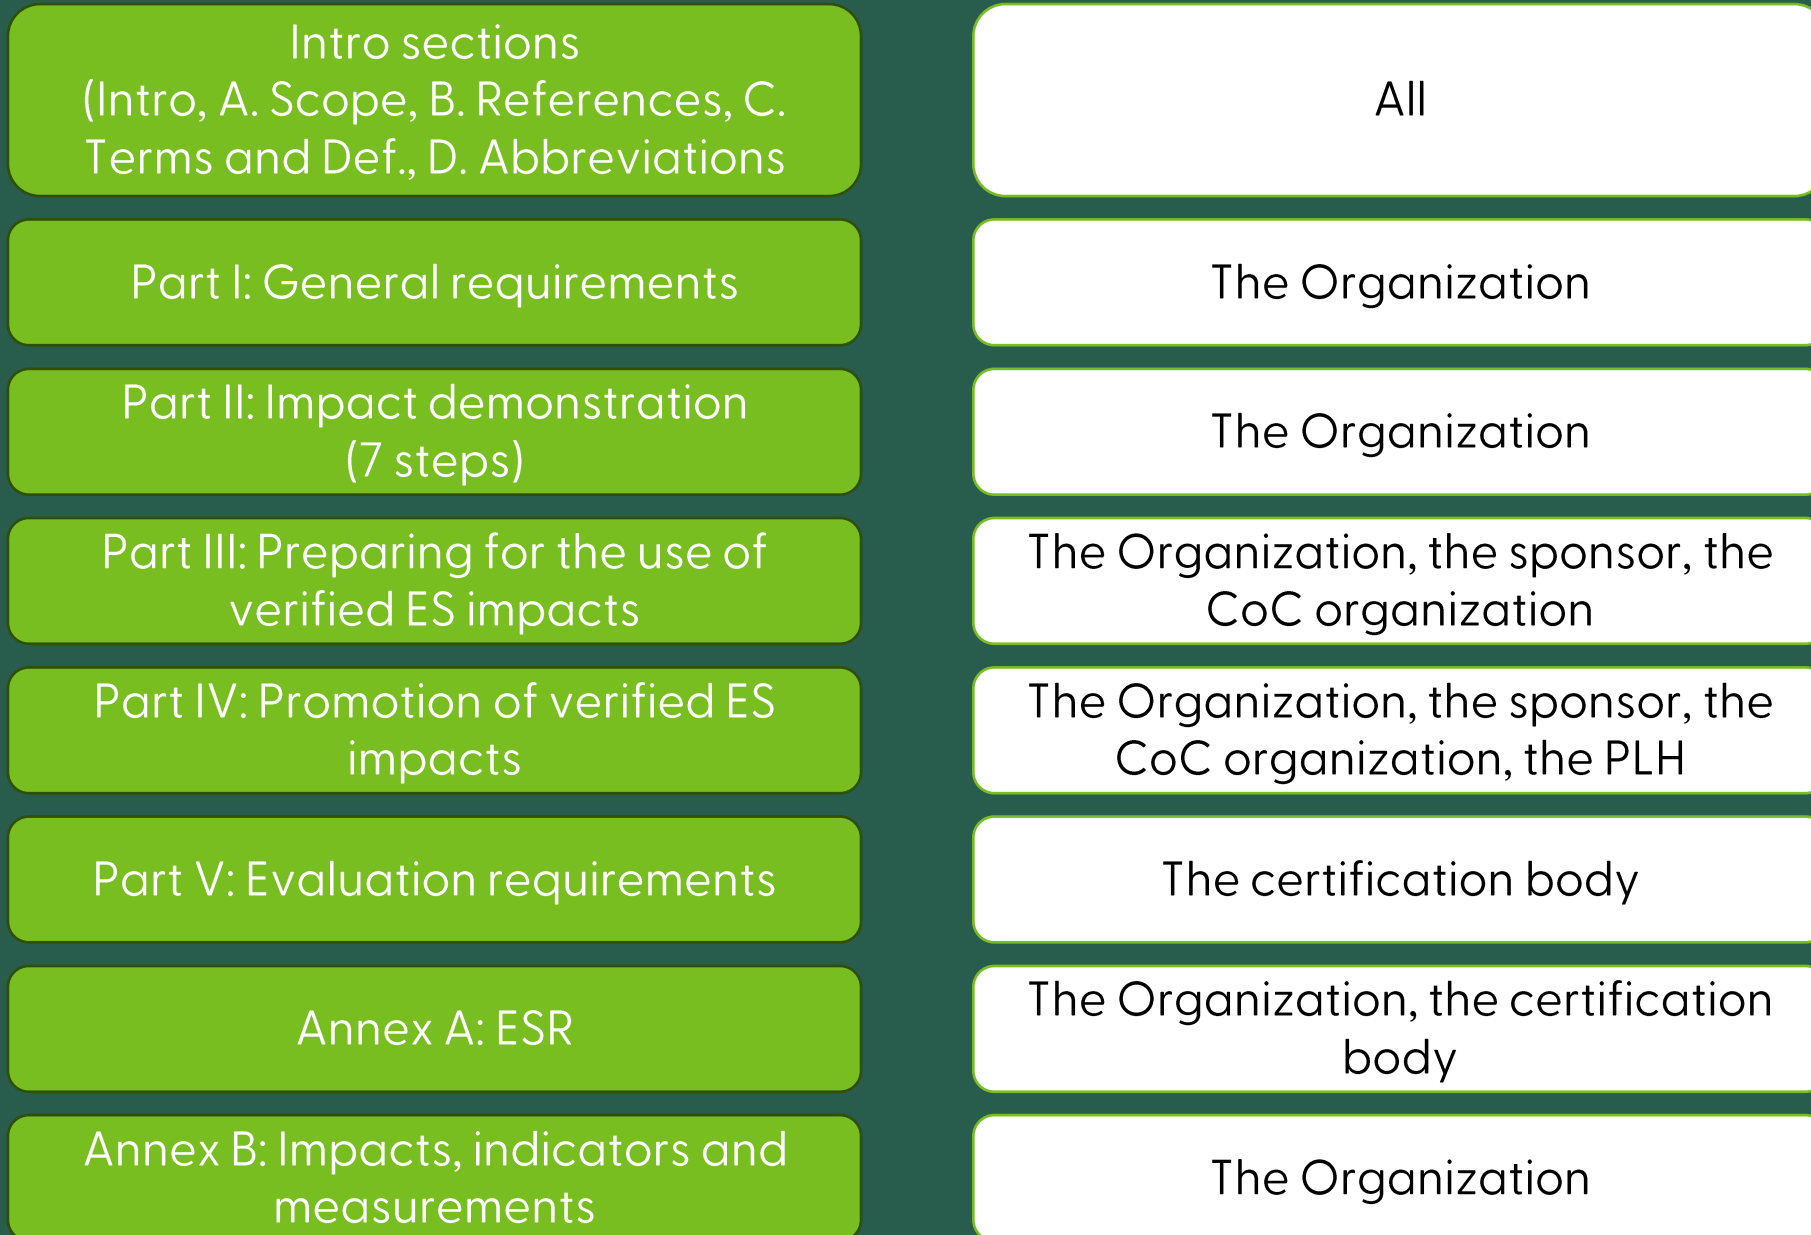 Intro sections
(Intro, A. Scope, B. References, C.
Terms and Def., D. Abbreviations
All
Part I: General requirements
The Organization
Part II: Impact demonstration
(7 steps)
The Organization
Part III: Preparing for the use of
verified ES impacts
The Organization, the sponsor, the
CoC organization
Part IV: Promotion of verified ES
impacts
The Organization, the sponsor, the
CoC organization, the PLH
Part V: Evaluation requirements
The certification body
Annex A: ESR
The Organization, the certification
body
Annex B: Impacts, indicators and
measurements
The Organization